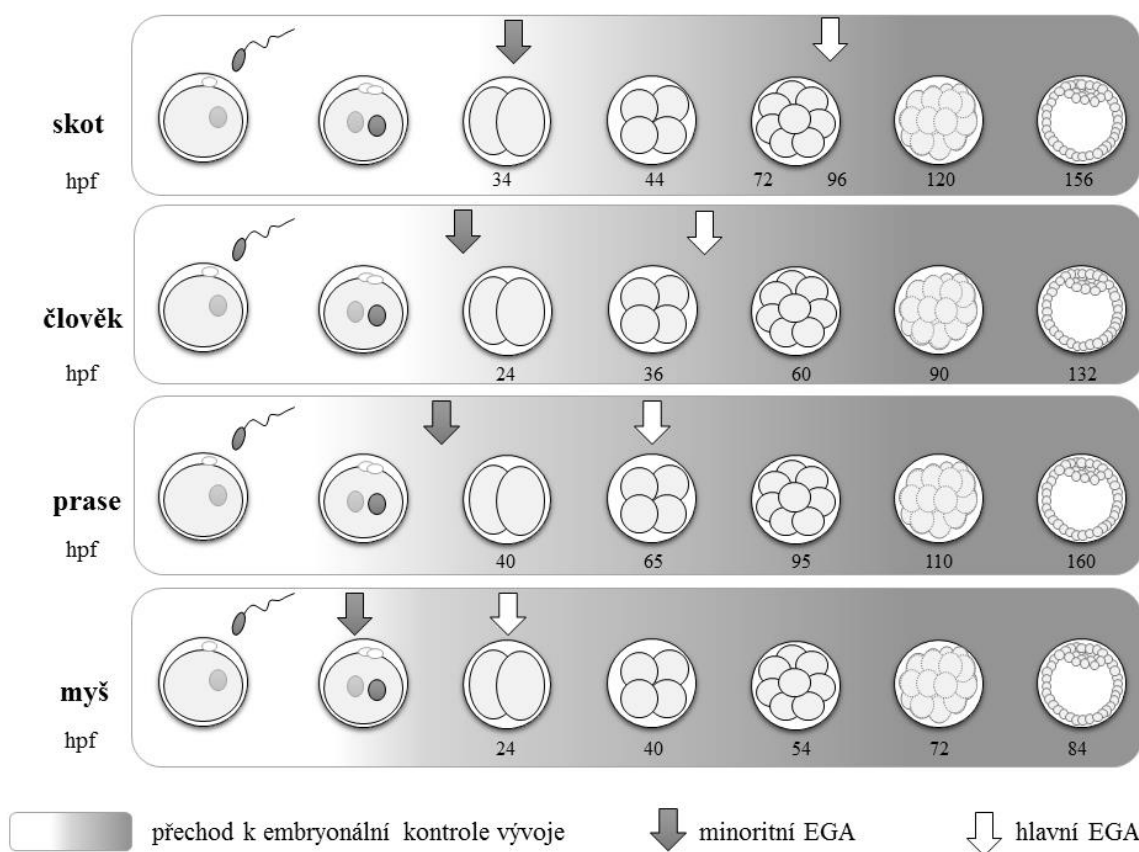 skot
hpf 34 44 72 96 120 156
člověk
hpf 24 36 60 90 132
prase
hpf 40 65 95 110 160
myš
hpf 24 40 54 72 84
přechod k embryonální kontrole vývoje minoritní EGA hlavní EGA